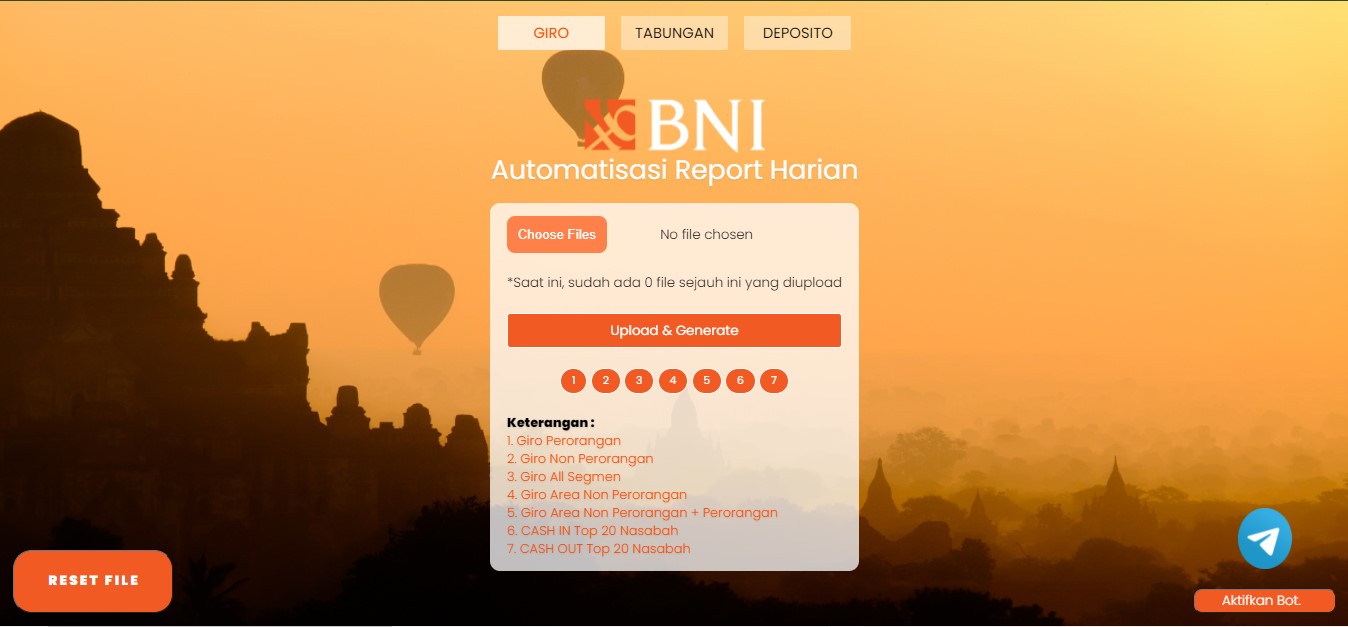 GIRO
TABUNGAN
DEPOSITO
BNI
Automatisasi Report Harian
Choose Files No file chosen
*Saat ini, sudah ada 0 file sejauh ini yang diupload
Upload & Generate
1 2 3 4 5 6 7
Keterangan :
1. Giro Perorangan
2. Giro Non Perorangan
3. Giro All Segmen
4. Giro Area Non Perorangan
5. Giro Area Non Perorangan + Perorangan
6. CASH IN Top 20 Nasabah
7. CASH OUT Top 20 Nasabah
RESET FILE
Aktifkan Bot.